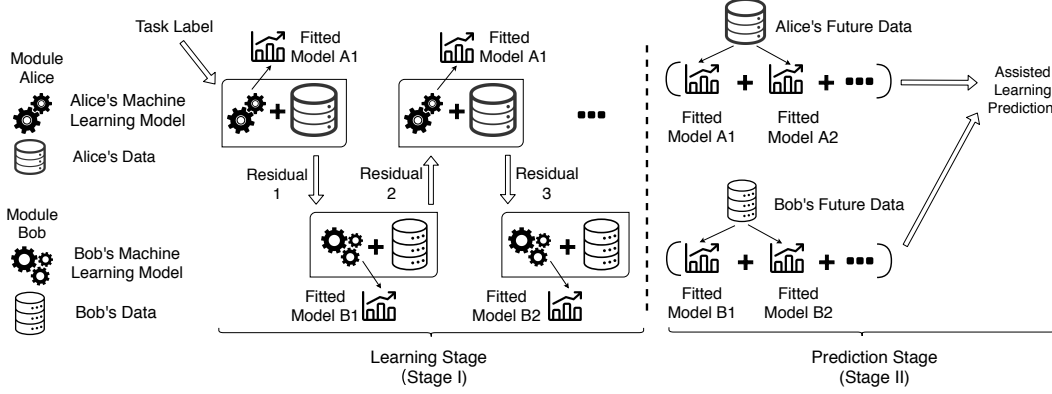 Module
Alice
Alice's Machine
Learning Model
Alice's Data
Module
Bob
Bob's Machine
Learning Model
Bob's Data
Task Label
Fitted
Model A1
Fitted
Model A1
Residual
1
Residual
2
Residual
3
Fitted
Model B1
Fitted
Model B2
Learning Stage
(Stage I)
Alice's Future Data
Fitted
Model A1
Fitted
Model A2
Bob's Future Data
Fitted
Model B1
Fitted
Model B2
Assisted
Learning
Prediction
Prediction Stage
(Stage II)